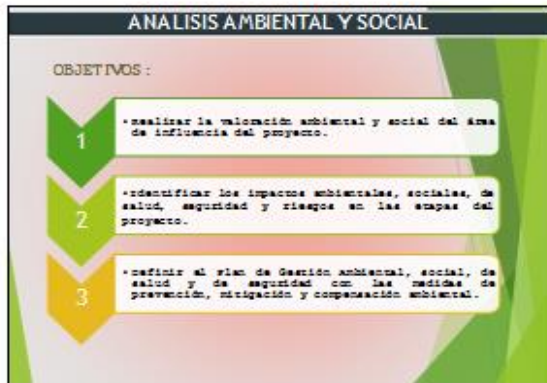 ANALISIS AMBIENTAL Y SOCIAL
OBJETIVOS :
1
•Realizar la valoración ambiental y social del área
de influencia del proyecto.
2
•Identificar los impactos ambientales, sociales, de
salud, seguridad y riesgos en las etapas del
proyecto.
3
•Definir el Plan de Gestión Ambiental, social, de
salud y de seguridad con las medidas de
prevención, mitigación y compensación ambiental.